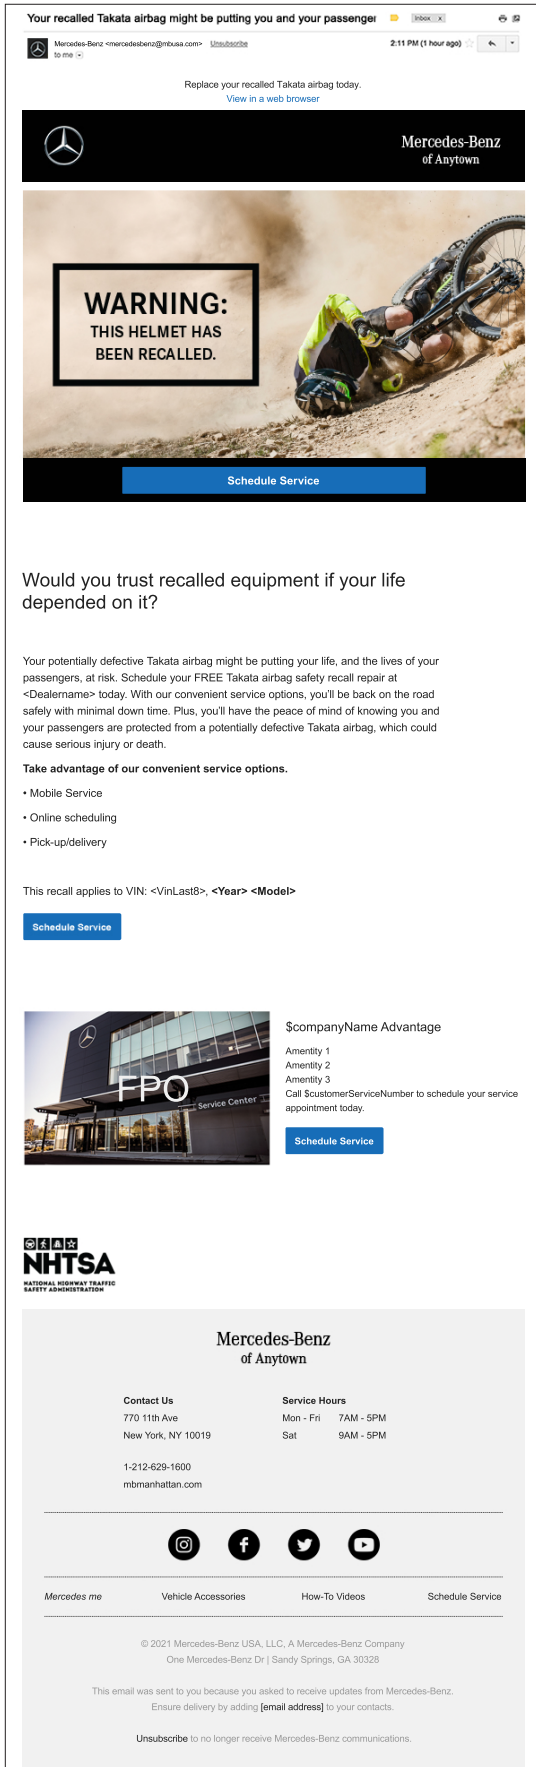 Your recalled Takata airbag might be putting you and your passenger
Inbox x
Mercedes-Benz <mercedesbenz@mbusa.com> Unsubscribe
2:11 PM (1 hour ago)
to me
Replace your recalled Takata airbag today.
View in a web browser
Mercedes-Benz
of Anytown
WARNING:
THIS HELMET HAS
BEEN RECALLED.
Schedule Service
Would you trust recalled equipment if your life
depended on it?
Your potentially defective Takata airbag might be putting your life, and the lives of your
passengers, at risk. Schedule your FREE Takata airbag safety recall repair at
<Dealername> today. With our convenient service options, you'll be back on the road
safely with minimal down time. Plus, you'll have the peace of mind of knowing you and
your passengers are protected from a potentially defective Takata airbag, which could
cause serious injury or death.
Take advantage of our convenient service options.
• Mobile Service
• Online scheduling
• Pick-up/delivery
This recall applies to VIN: <VinLast8>, <Year> <Model>
Schedule Service
FPO
Service Center
$companyName Advantage
Amentity 1
Amentity 2
Amentity 3
Call $customerServiceNumber to schedule your service
appointment today.
Schedule Service
NHTSA
NATIONAL HIGHWAY TRAFFIC
SAFETY ADMINISTRATION
Mercedes-Benz
of Anytown
Contact Us
770 11th Ave
New York, NY 10019
1-212-629-1600
mbmanhattan.com
Service Hours
Mon - Fri 7AM - 5PM
Sat 9AM - 5PM
Mercedes me Vehicle Accessories How-To Videos Schedule Service
© 2021 Mercedes-Benz USA, LLC, A Mercedes-Benz Company
One Mercedes-Benz Dr | Sandy Springs, GA 30328
This email was sent to you because you asked to receive updates from Mercedes-Benz.
Ensure delivery by adding [email address] to your contacts.
Unsubscribe to no longer receive Mercedes-Benz communications.